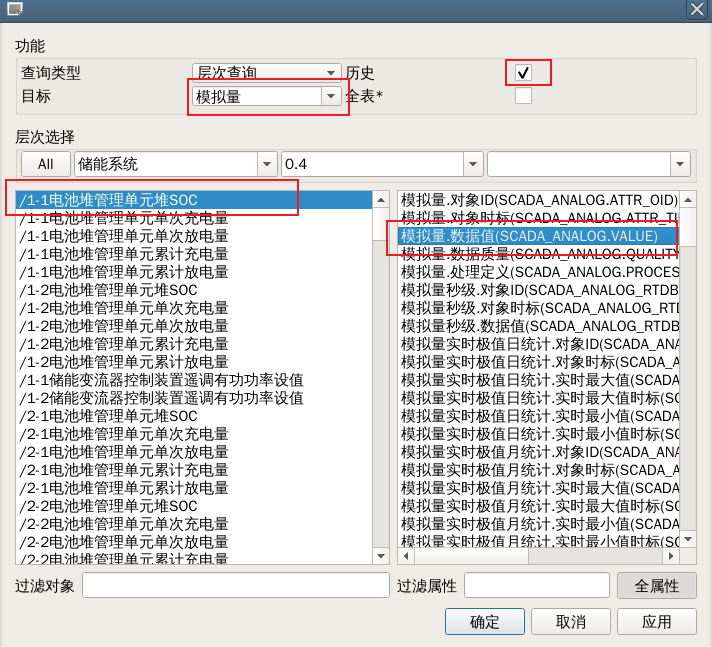 功能
查询类型 层次查询 历史
目标 模拟量 全表*
层次选择
All 储能系统 0.4
/1-1电池堆管理单元堆SOC
/1-1电池堆管理单元单次充电量
/1-1电池堆管理单元单次放电量
/1-1电池堆管理单元累计充电量
/1-1电池堆管理单元累计放电量
/1-2电池堆管理单元堆SOC
/1-2电池堆管理单元单次充电量
/1-2电池堆管理单元单次放电量
/1-2电池堆管理单元累计充电量
/1-2电池堆管理单元累计放电量
/1-1储能变流器控制装置遥调有功功率设值
/1-2储能变流器控制装置遥调有功功率设值
/2-1电池堆管理单元堆SOC
/2-1电池堆管理单元单次充电量
/2-1电池堆管理单元单次放电量
/2-1电池堆管理单元累计充电量
/2-1电池堆管理单元累计放电量
/2-2电池堆管理单元堆SOC
/2-2电池堆管理单元单次充电量
/2-2电池堆管理单元单次放电量
/2-2电池堆管理单元累计充电量
模拟量.对象ID(SCADA_ANALOG.ATTR_OID)
模拟量.对象时标(SCADA_ANALOG.ATTR_TI
模拟量.数据值(SCADA_ANALOG.VALUE)
模拟量.数据质量(SCADA_ANALOG.QUALITY
模拟量.处理定义(SCADA_ANALOG.PROCES
模拟量秒级.对象ID(SCADA_ANALOG_RTDB
模拟量秒级.对象时标(SCADA_ANALOG_RTD
模拟量秒级.数据值(SCADA_ANALOG_RTDB
模拟量实时极值日统计.对象ID(SCADA_ANA
模拟量实时极值日统计.对象时标(SCADA_A
模拟量实时极值日统计.实时最大值(SCADA
模拟量实时极值日统计.实时最大值时标(SC
模拟量实时极值日统计.实时最小值(SCADA
模拟量实时极值日统计.实时最小值时标(SC
模拟量实时极值月统计.对象ID(SCADA_ANA
模拟量实时极值月统计.对象时标(SCADA_A
模拟量实时极值月统计.实时最大值(SCADA
模拟量实时极值月统计.实时最大值时标(SC
模拟量实时极值月统计.实时最小值(SCADA
模拟量实时极值月统计.实时最小值时标(SC
过滤对象 过滤属性 全属性
确定 取消 应用